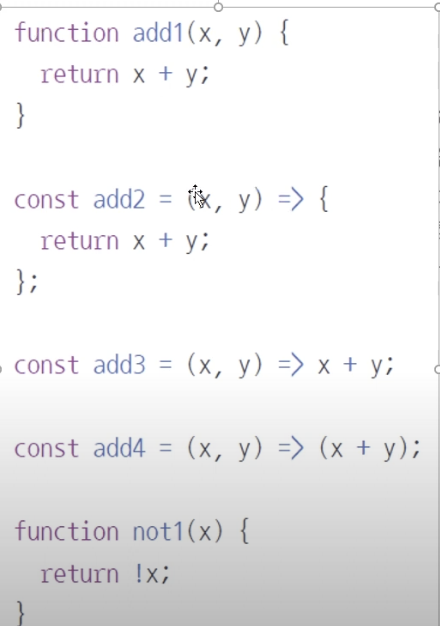 function add1(x, y) {
  return x + y;
}
const add2 = (x, y) => {
  return x + y;
};
const add3 = (x, y) => x + y;
const add4 = (x, y) => (x + y);
function not1(x) {
  return !x;
}